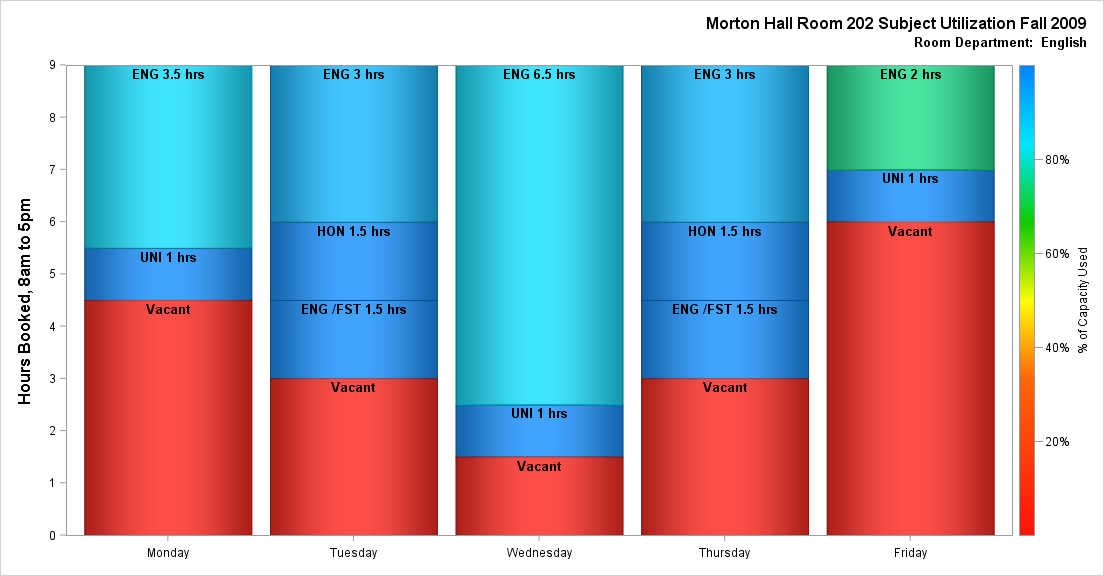 Morton Hall Room 202 Subject Utilization Fall 2009
Room Department:  English
Hours Booked, 8am to 5pm
9
8
7
6
5
4
3
2
1
0
ENG 3.5 hrs
UNI 1 hrs
Vacant
ENG 3 hrs
HON 1.5 hrs
ENG /FST 1.5 hrs
Vacant
ENG 6.5 hrs
UNI 1 hrs
Vacant
ENG 3 hrs
HON 1.5 hrs
ENG /FST 1.5 hrs
Vacant
ENG 2 hrs
UNI 1 hrs
Vacant
Monday
Tuesday
Wednesday
Thursday
Friday
80%
60%
40%
20%
% of Capacity Used